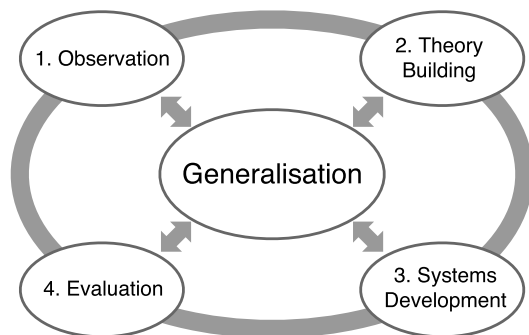 1. Observation
2. Theory
Building
Generalisation
4. Evaluation
3. Systems
Development